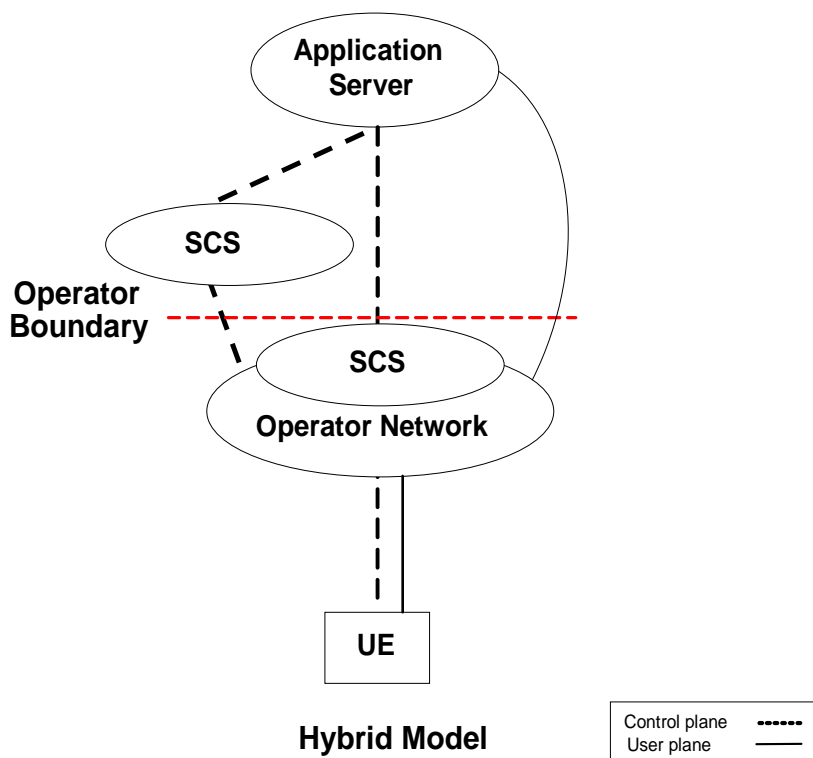 Application
Server
SCS
Operator
Boundary
SCS
Operator Network
UE
Hybrid Model
Control plane
User plane